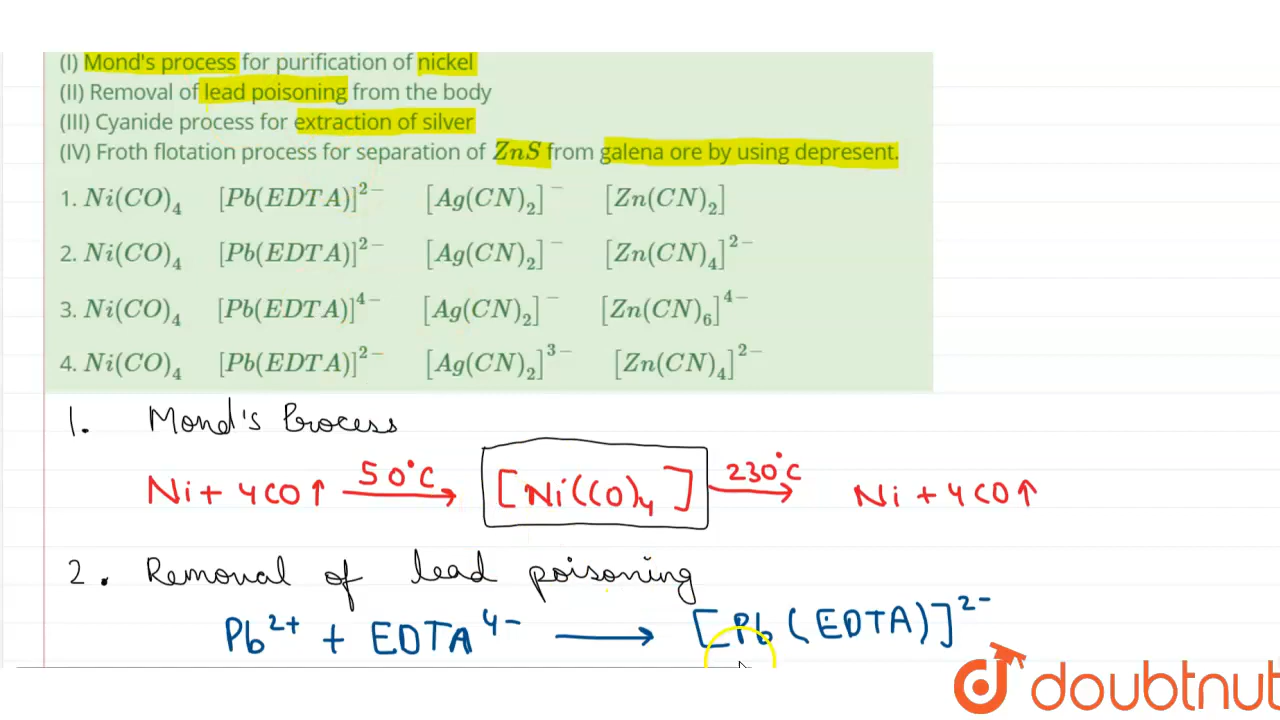 (I) Mond's process for purification of nickel
(II) Removal of lead poisoning from the body
(III) Cyanide process for extraction of silver
(IV) Froth flotation process for separation of ZnS from galena ore by using depresent.
1. Ni(CO)₄ [Pb(EDTA)]²⁻ [Ag(CN)₂]⁻ [Zn(CN)₂]
2. Ni(CO)₄ [Pb(EDTA)]²⁻ [Ag(CN)₂]⁻ [Zn(CN)₄]²⁻
3. Ni(CO)₄ [Pb(EDTA)]⁴⁻ [Ag(CN)₂]⁻ [Zn(CN)₆]⁴⁻
4. Ni(CO)₄ [Pb(EDTA)]²⁻ [Ag(CN)₂]³⁻ [Zn(CN)₄]²⁻
1. Mond's Process
Ni + 4CO↑ 50°C → [Ni(CO)₄] 230°C → Ni + 4CO↑
2. Removal of lead poisoning
Pb²⁺ + EDTA⁴⁻ → [Pb(EDTA)]²⁻
doubtnut